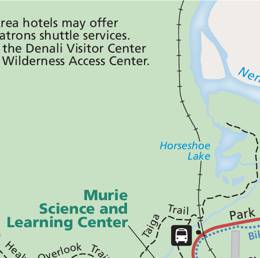 area hotels may offer
patrons shuttle services.
the Denali Visitor Center
Wilderness Access Center.
Horseshoe
Lake
Murie
Science and
Learning Center
Taiga
Trail
Park
Overlook